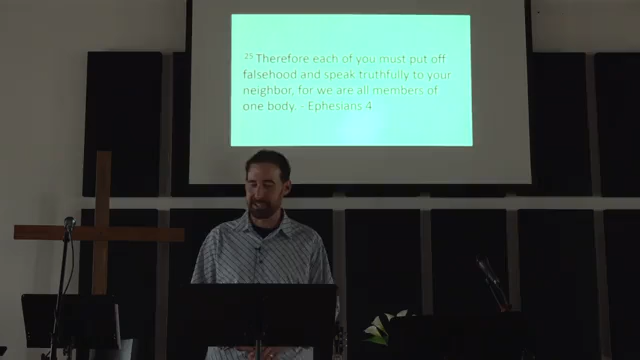 25 Therefore each of you must put off
falsehood and speak truthfully to your
neighbor, for we are all members of
one body. - Ephesians 4